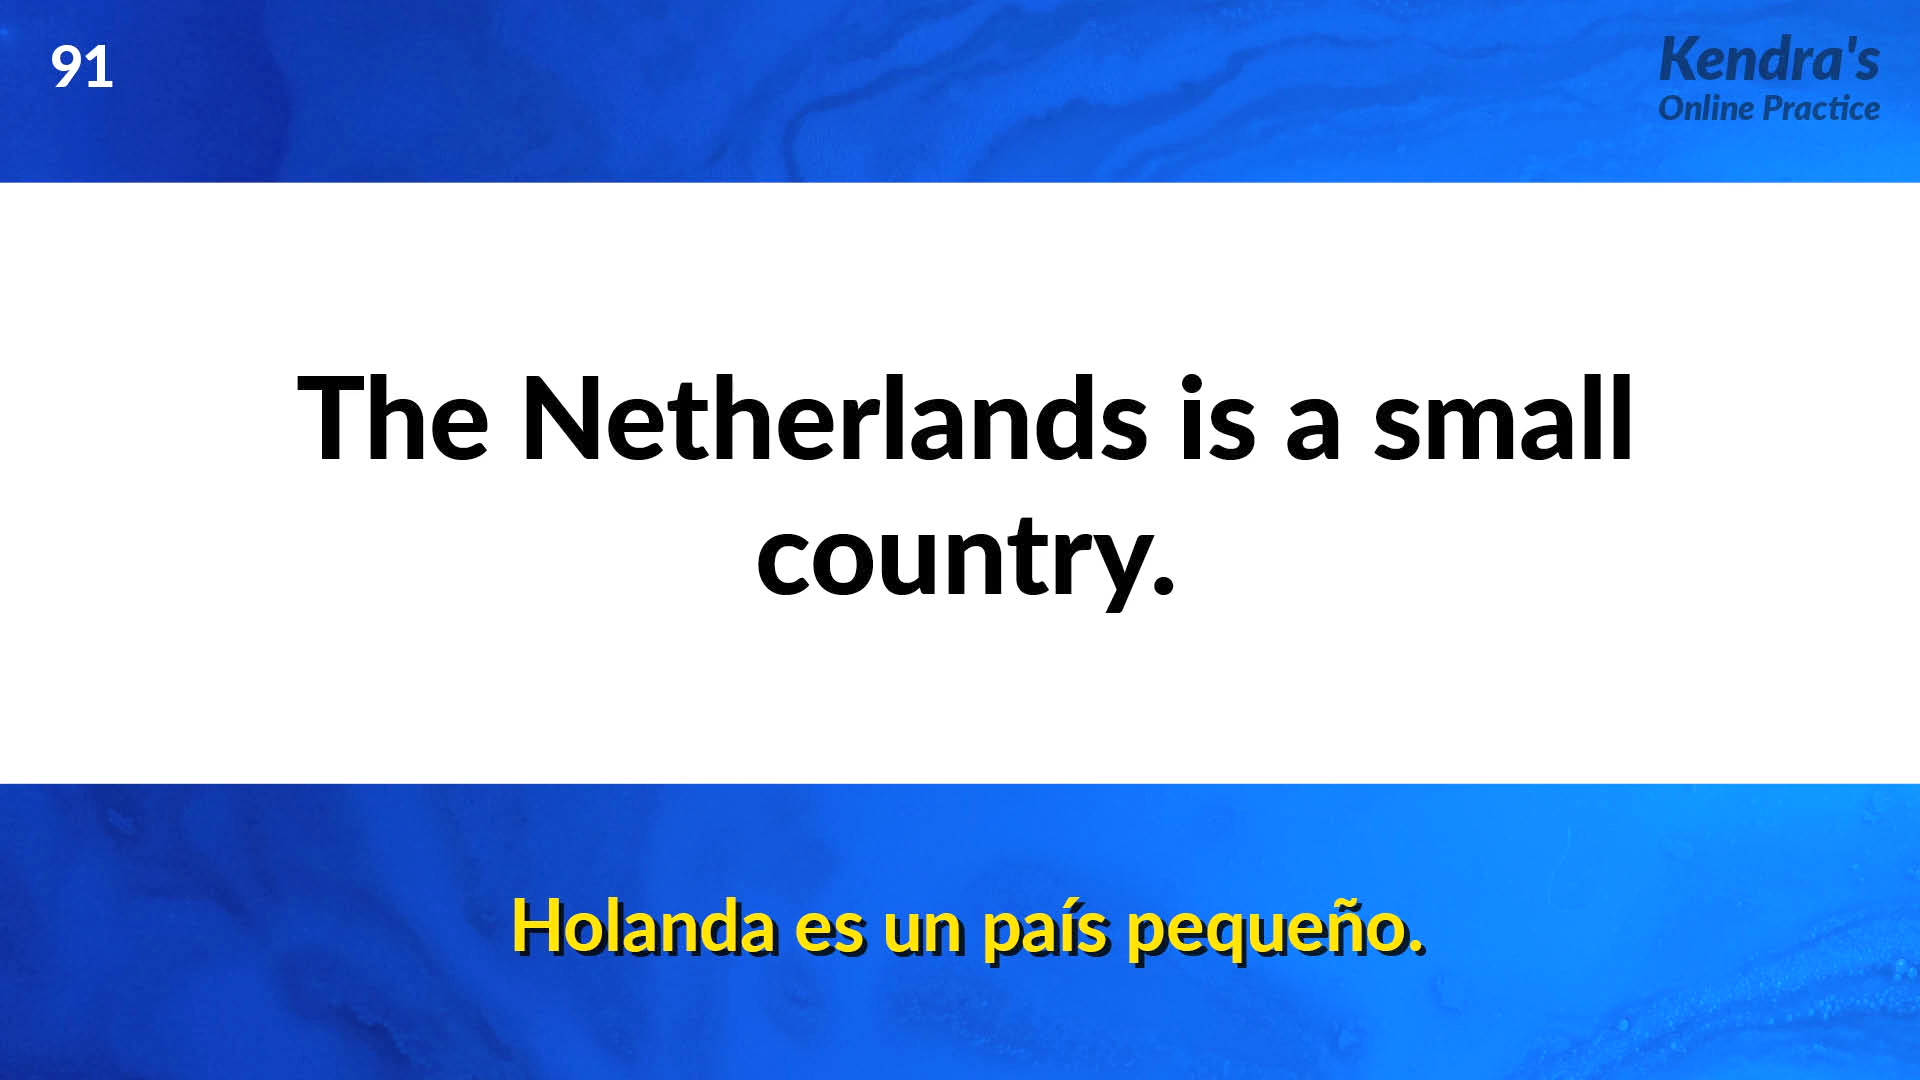 91
Kendra's
Online Practice
The Netherlands is a small
country.
Holanda es un país pequeño.